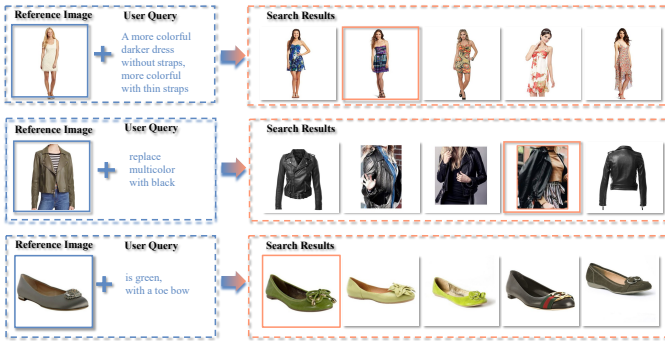 Reference Image
User Query
A more colorful
darker dress
without straps,
more colorful
with thin straps
Search Results
Reference Image
User Query
replace
multicolor
with black
Search Results
Reference Image
User Query
is green,
with a toe bow
Search Results